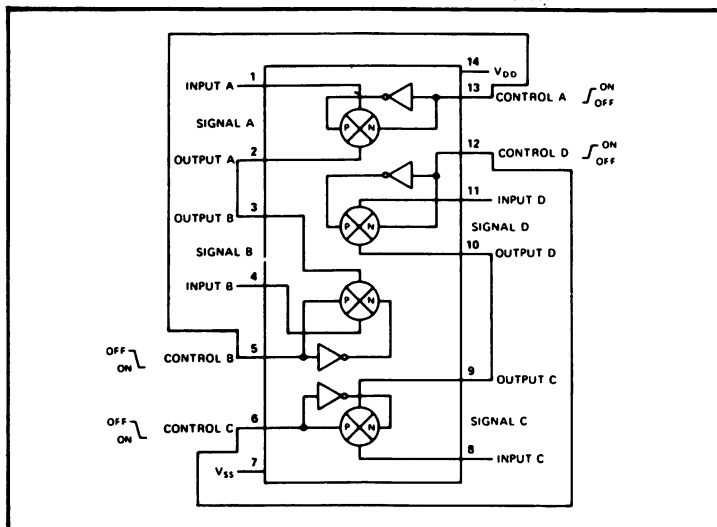 14 V_DD
INPUT A 1
13 CONTROL A ON
OFF
SIGNAL A
P N
12 CONTROL D ON
OFF
OUTPUT A 2
11 INPUT D
OUTPUT B 3
P N
SIGNAL D
SIGNAL B
10 OUTPUT D
INPUT B 4
P N
OFF
ON CONTROL B 5
9 OUTPUT C
OFF
ON CONTROL C 6
P N
SIGNAL C
V_SS 7
8 INPUT C